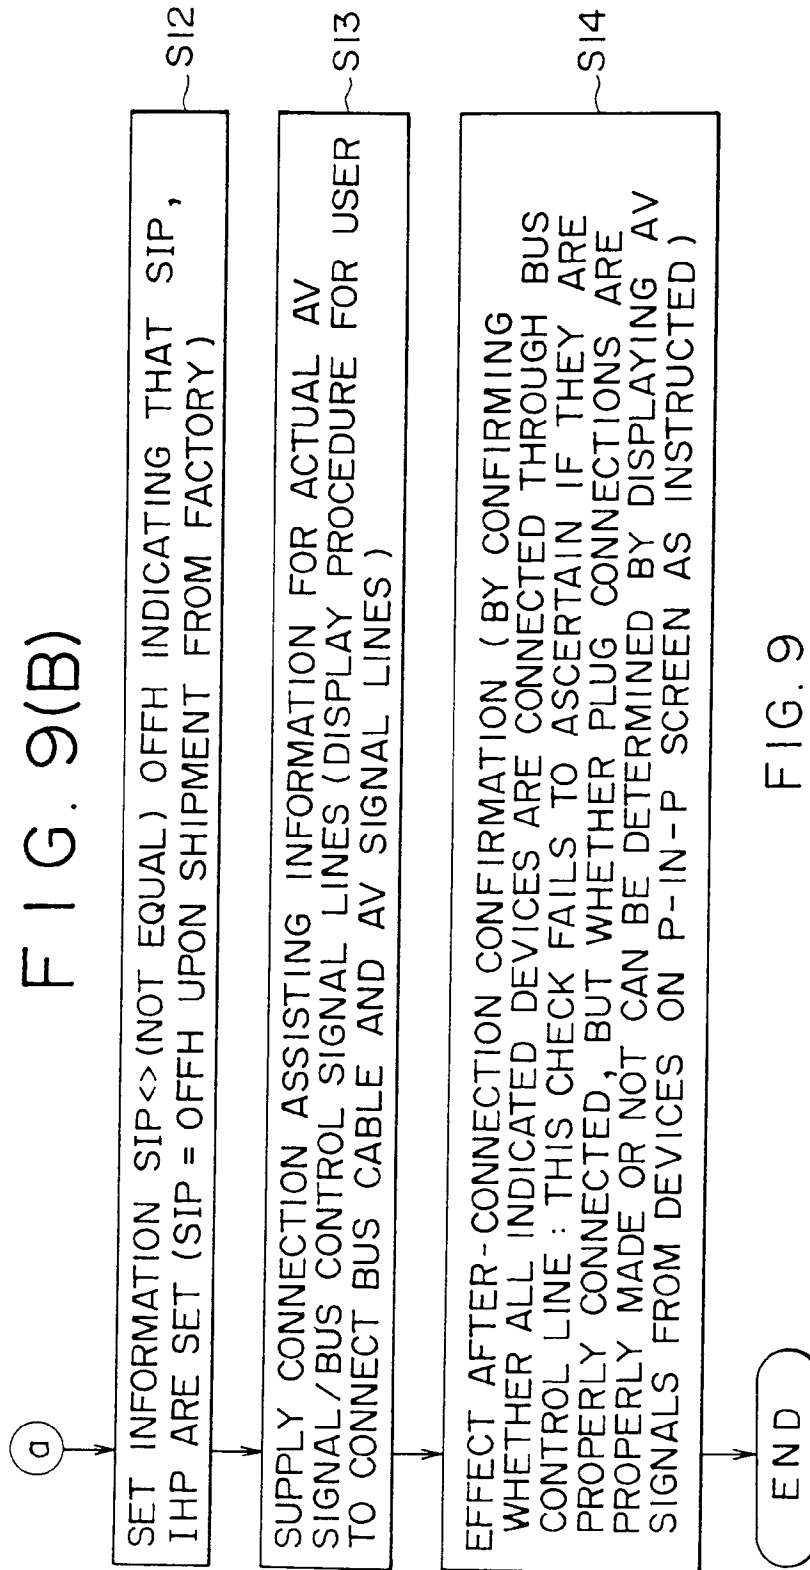 FIG. 9(B)
a
SET INFORMATION SIP<>(NOT EQUAL) OFFH INDICATING THAT SIP,
IHP ARE SET (SIP = OFFH UPON SHIPMENT FROM FACTORY)
S12
SUPPLY CONNECTION ASSISTING INFORMATION FOR ACTUAL AV
SIGNAL/BUS CONTROL SIGNAL LINES (DISPLAY PROCEDURE FOR USER
TO CONNECT BUS CABLE AND AV SIGNAL LINES)
S13
EFFECT AFTER-CONNECTION CONFIRMATION (BY CONFIRMING
WHETHER ALL INDICATED DEVICES ARE CONNECTED THROUGH BUS
CONTROL LINE : THIS CHECK FAILS TO ASCERTAIN IF THEY ARE
PROPERLY CONNECTED, BUT WHETHER PLUG CONNECTIONS ARE
PROPERLY MADE OR NOT CAN BE DETERMINED BY DISPLAYING AV
SIGNALS FROM DEVICES ON P-IN-P SCREEN AS INSTRUCTED)
S14
END
FIG. 9